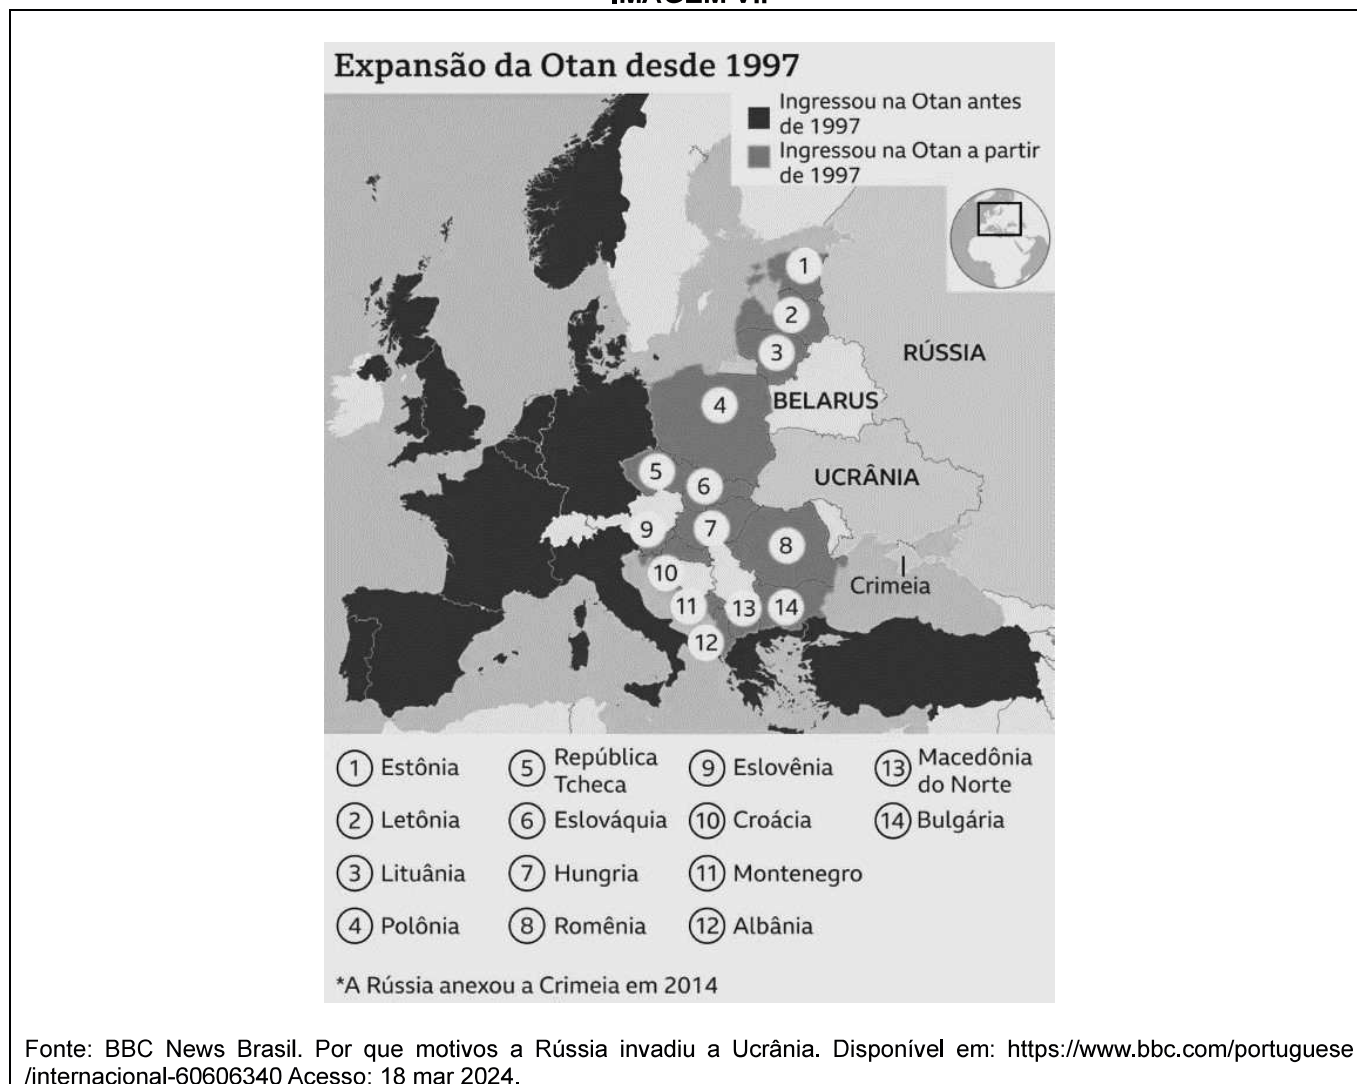 IMAGEM VII
Expansão da Otan desde 1997
Ingressou na Otan antes
de 1997
Ingressou na Otan a partir
de 1997
1
2
3
RÚSSIA
BELARUS
4
5
6
UCRÂNIA
9
7
8
10
Crimeia
11
13
14
12
1 Estônia
2 Letônia
3 Lituânia
4 Polônia
5 República
Tcheca
6 Eslováquia
7 Hungria
8 Romênia
9 Eslovênia
10 Croácia
11 Montenegro
12 Albânia
13 Macedônia
do Norte
14 Bulgária
*A Rússia anexou a Crimeia em 2014
Fonte: BBC News Brasil. Por que motivos a Rússia invadiu a Ucrânia. Disponível em: https://www.bbc.com/portuguese
/internacional-60606340 Acesso: 18 mar 2024.